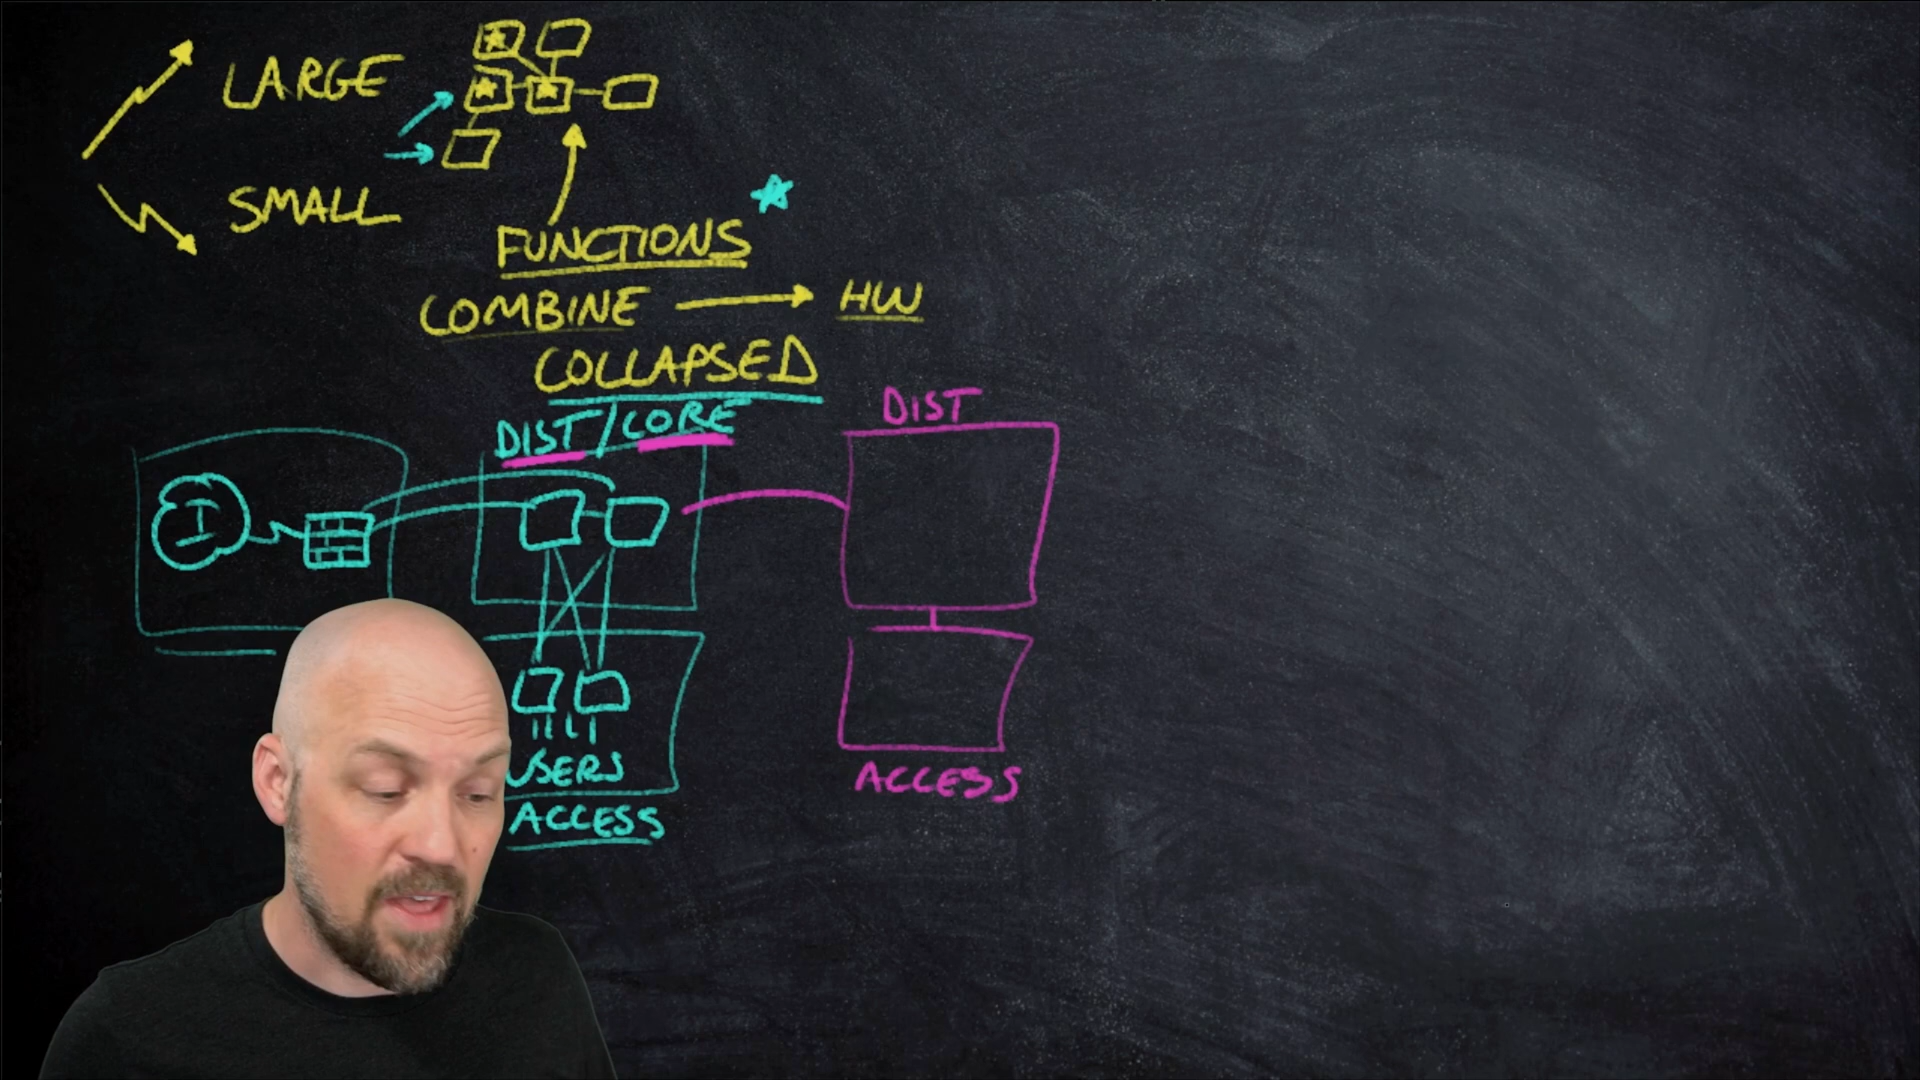 LARGE
SMALL
FUNCTIONS
COMBINE → HW
COLLAPSED
DIST/CORE
DIST
I
USERS
ACCESS
ACCESS